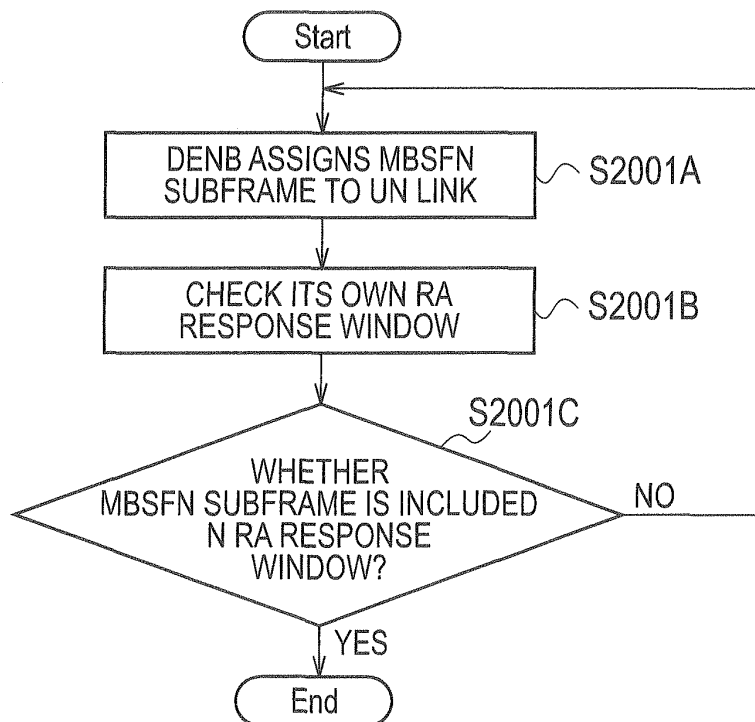 Start
DENB ASSIGNS MBSFN
SUBFRAME TO UN LINK
S2001A
CHECK ITS OWN RA
RESPONSE WINDOW
S2001B
S2001C
WHETHER
MBSFN SUBFRAME IS INCLUDED
N RA RESPONSE
WINDOW?
NO
YES
End